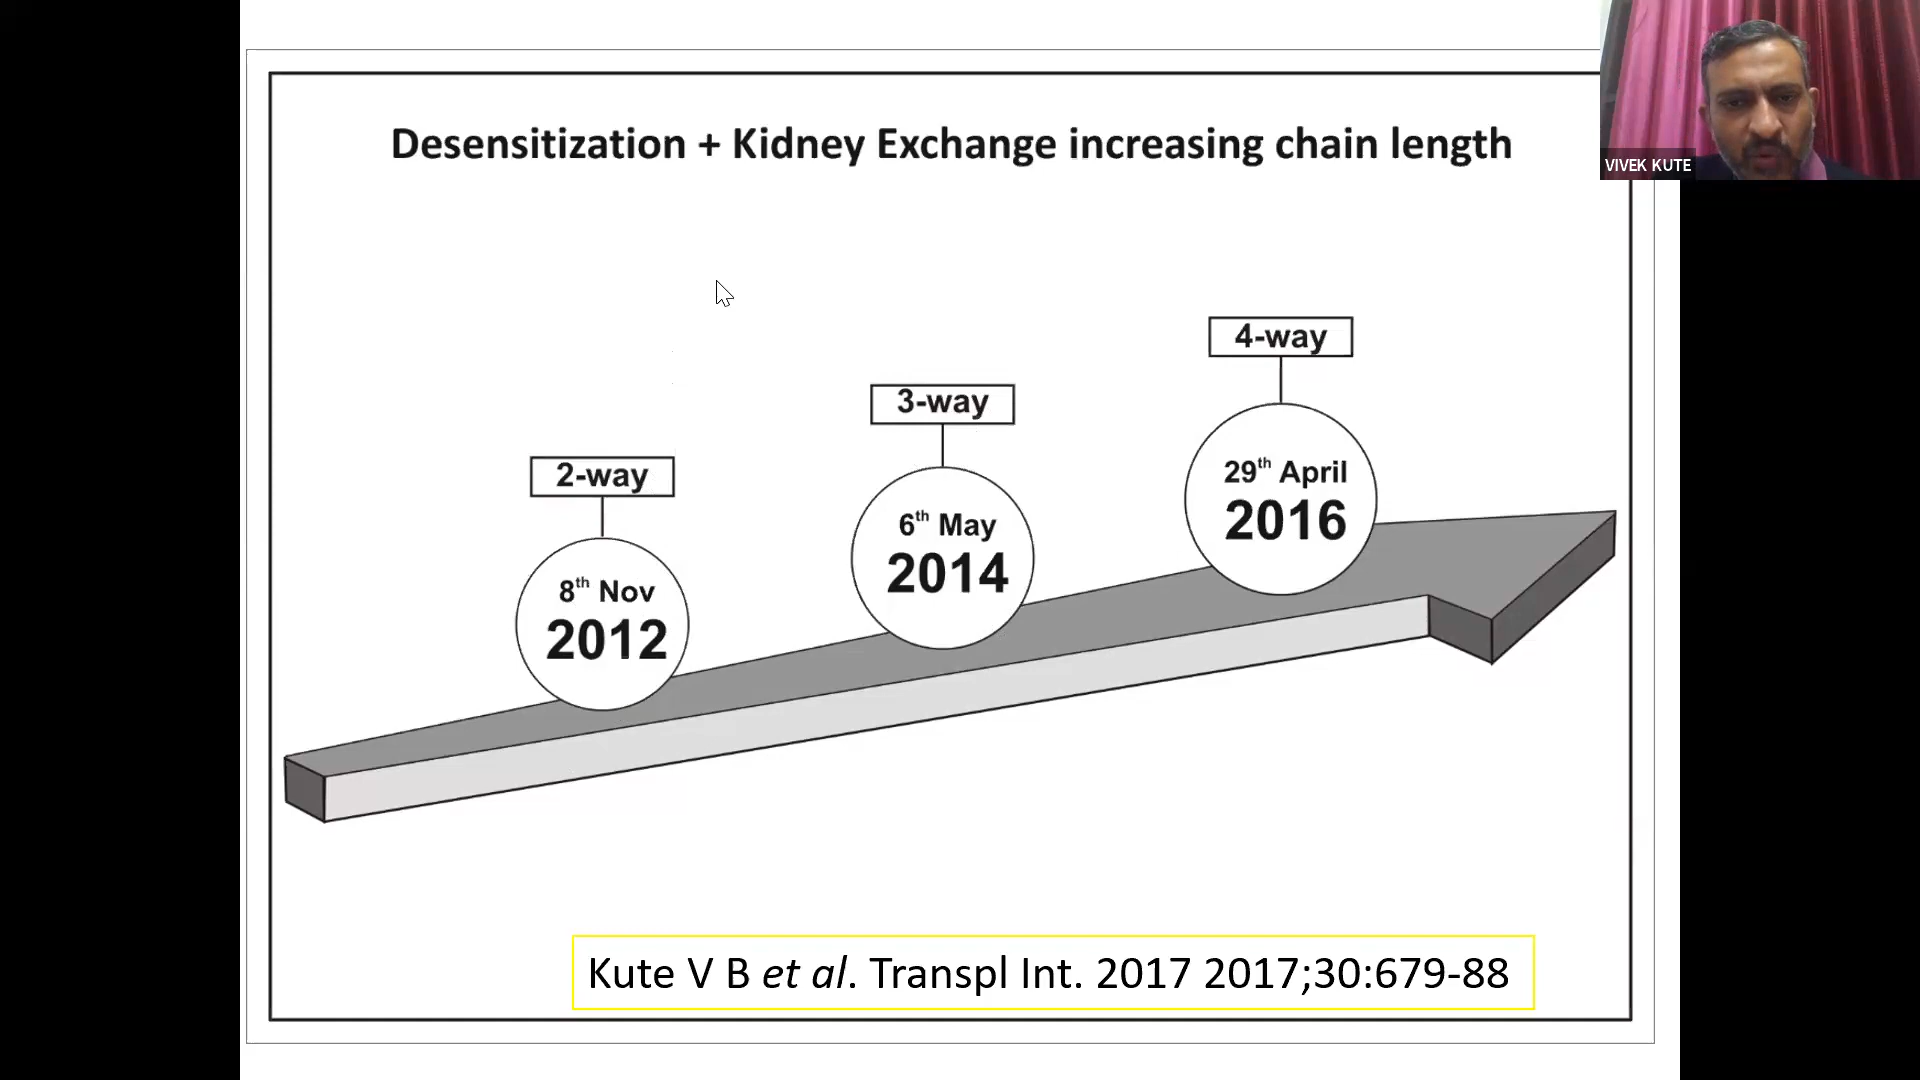 Desensitization + Kidney Exchange increasing chain length
VIVEK KUTE
4-way
3-way
2-way
29th April
2016
6th May
2014
8th Nov
2012
Kute V B et al. Transpl Int. 2017 2017;30:679-88